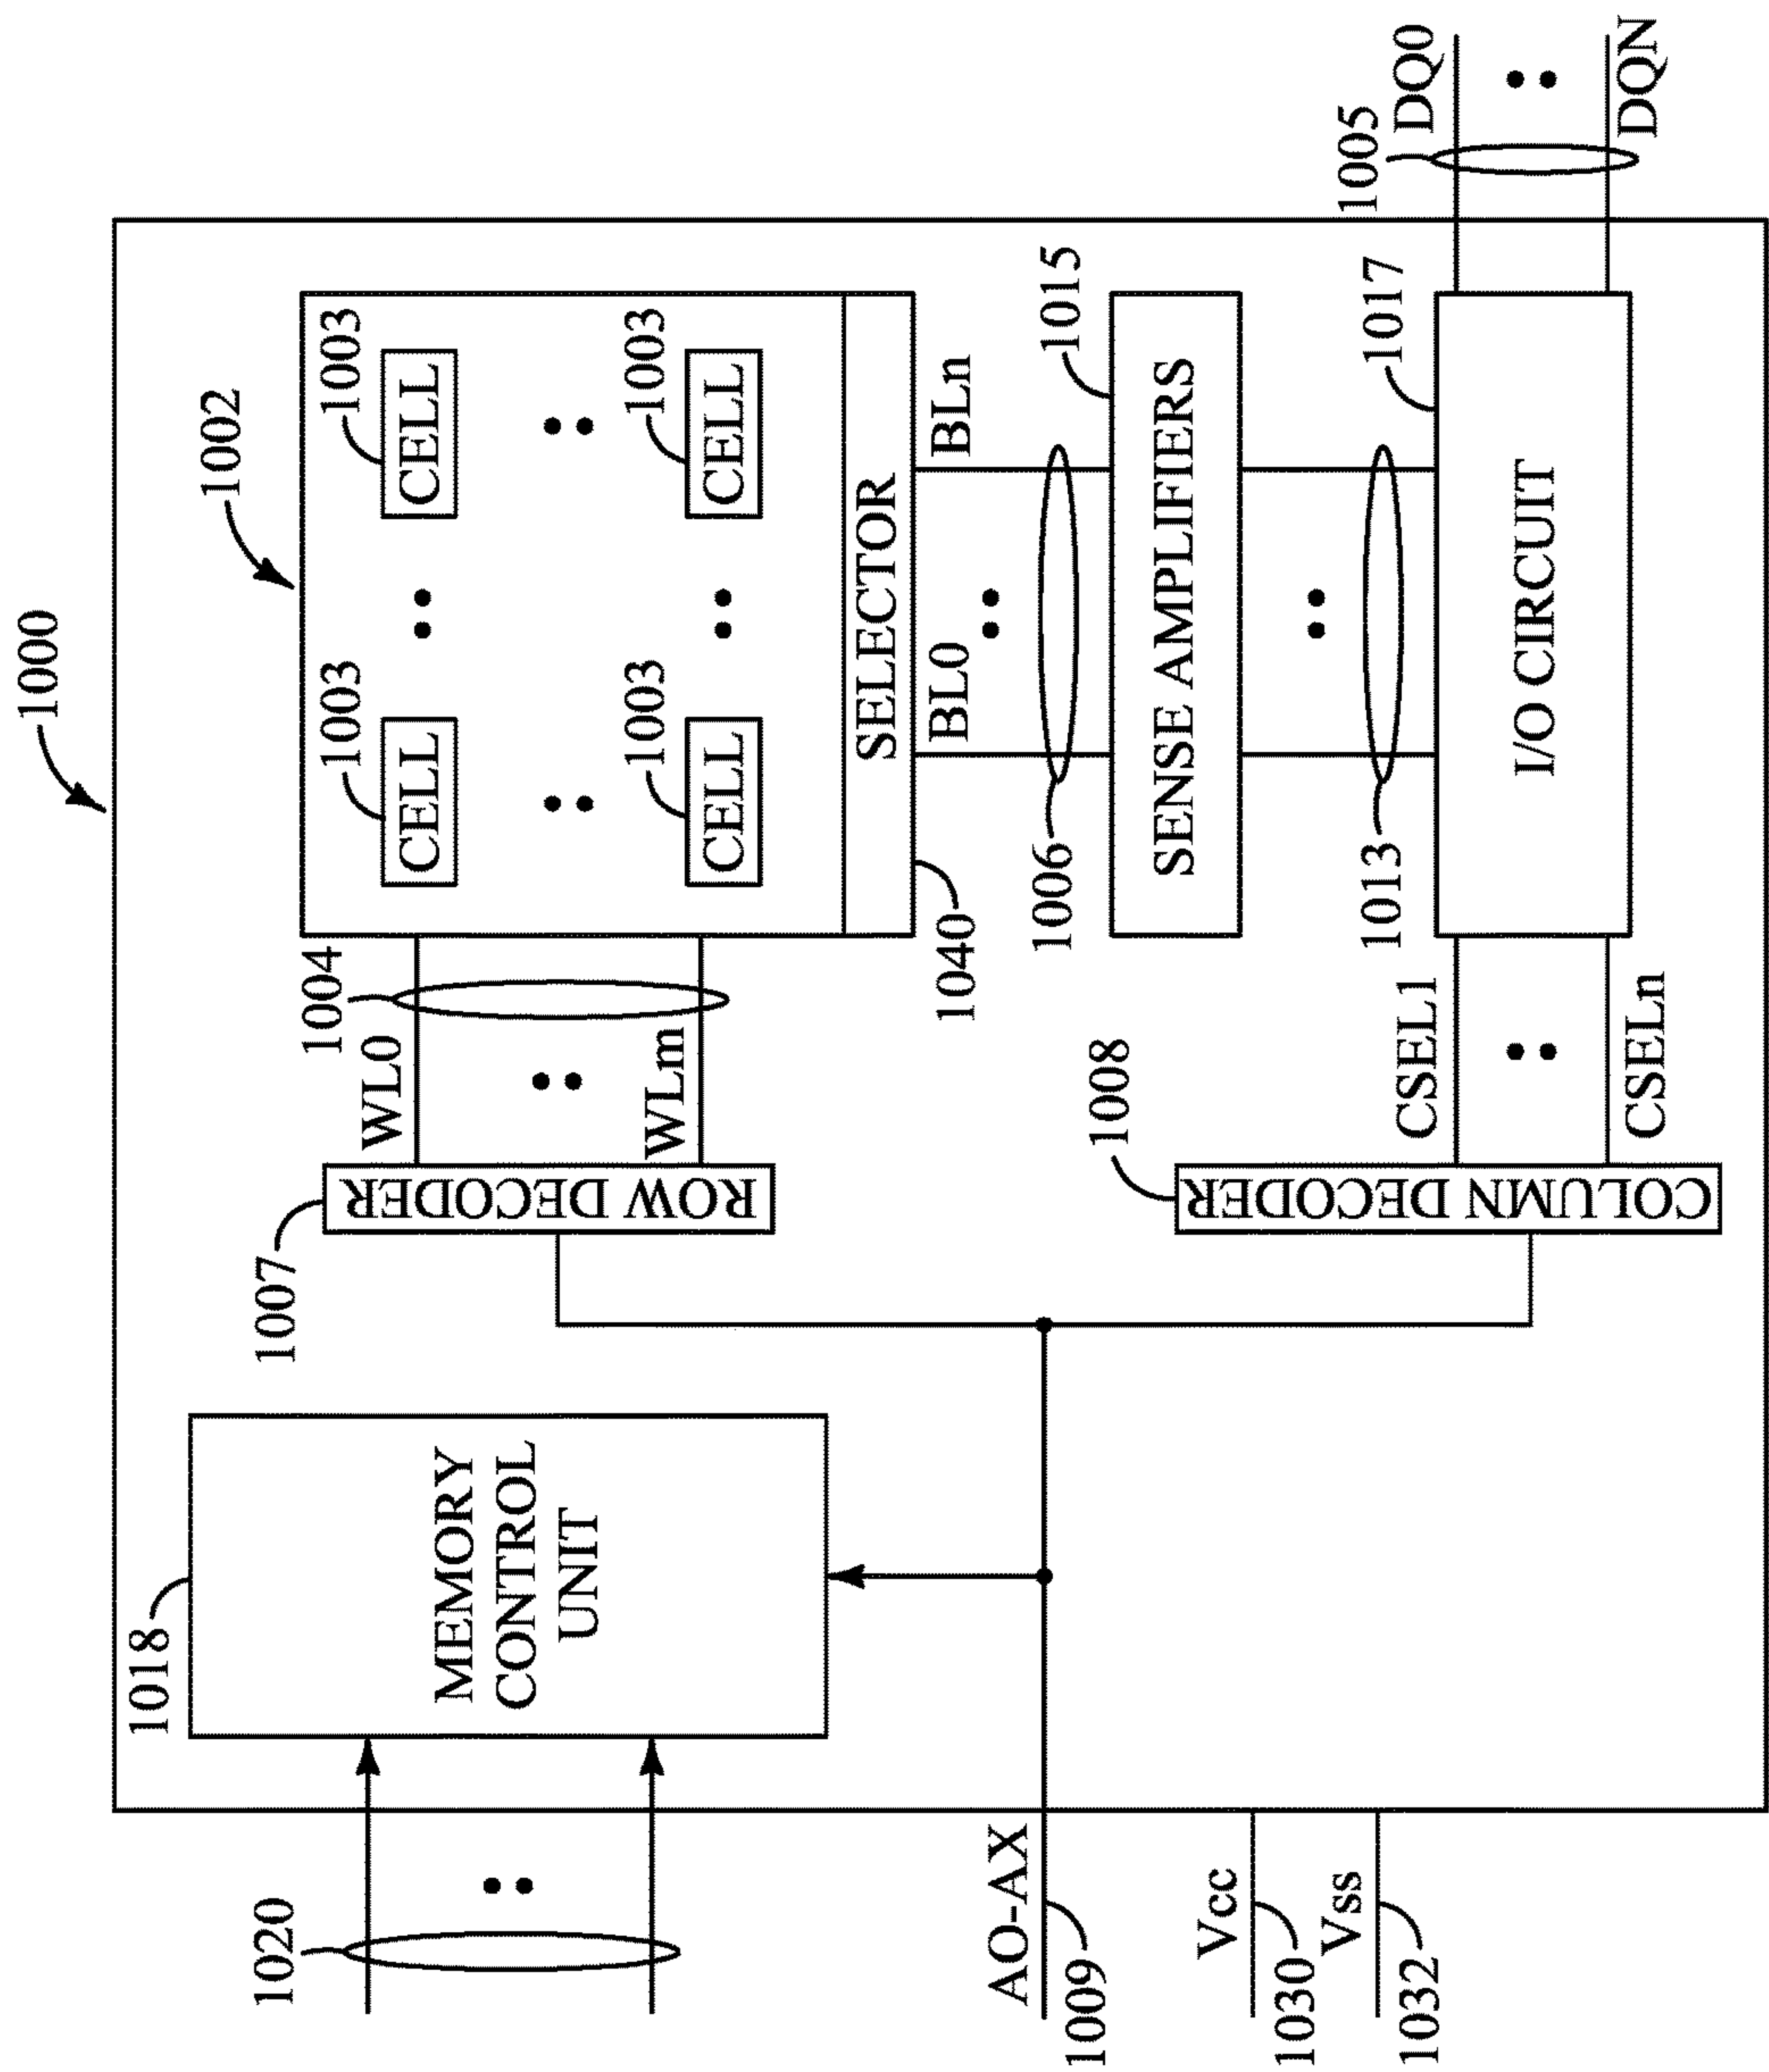 1000
1002
1003
1003
CELL
CELL
1003
1003
CELL
CELL
SELECTOR
1040
BL0
BLn
1006
1015
SENSE AMPLIFIERS
1013
1017
I/O CIRCUIT
1005
DQ0
DQN
1004
WL0
WLm
1007
ROW DECODER
1008
COLUMN DECODER
CSEL1
CSELn
1018
MEMORY
CONTROL
UNIT
1020
AO-AX
1009
Vcc
1030
Vss
1032